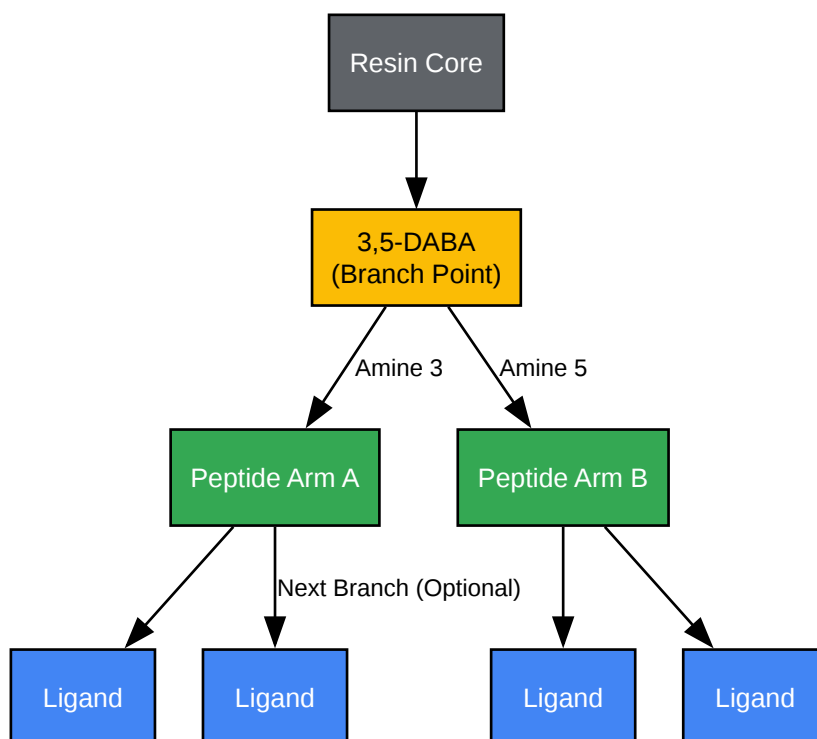 Resin Core
3,5-DABA
(Branch Point)
Amine 3
Amine 5
Peptide Arm A
Peptide Arm B
Next Branch (Optional)
Ligand
Ligand
Ligand
Ligand